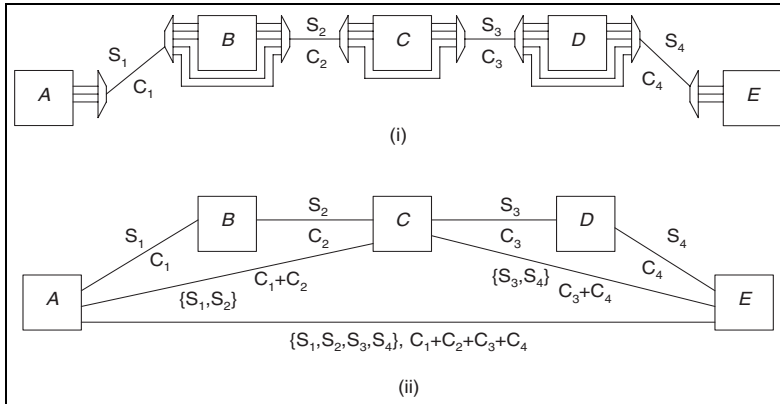 B
S₂
C
S₃
D
S₁
S₄
C₂
C₃
A
C₁
C₄
E
(i)
B
S₂
C
S₃
D
S₁
C₂
C₃
S₄
C₁
C₄
A
C₁+C₂
{S₃,S₄}
E
{S₁,S₂}
C₃+C₄
{S₁,S₂,S₃,S₄}, C₁+C₂+C₃+C₄
(ii)